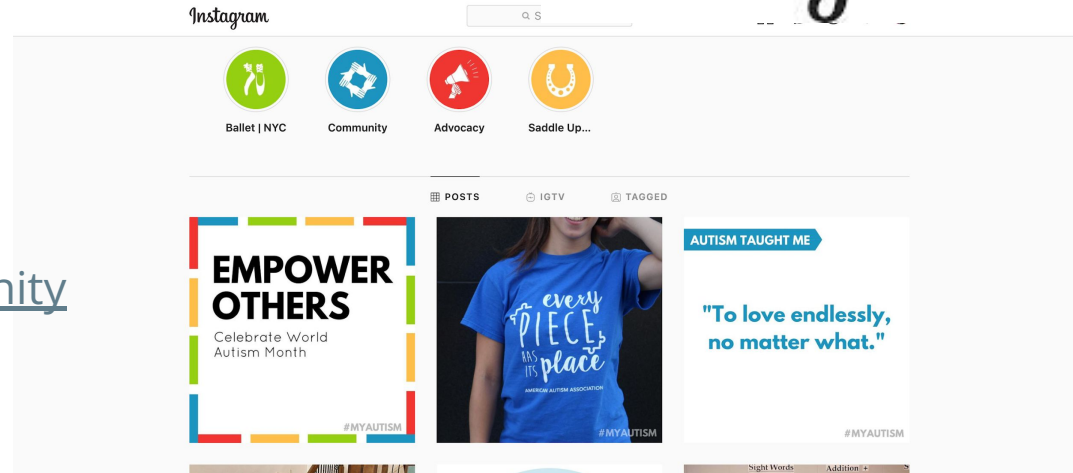 Instagram
S
Ballet | NYC
Community
Advocacy
Saddle Up...
POSTS
IGTV
TAGGED
nity
EMPOWER
OTHERS
Celebrate World
Autism Month
#MYAUTISM
every
PIECE
HAS
ITS place
AMERICAN AUTISM ASSOCIATION
#MYAUTISM
AUTISM TAUGHT ME
"To love endlessly,
no matter what."
#MYAUTISM
Sight Words
Addition +
S